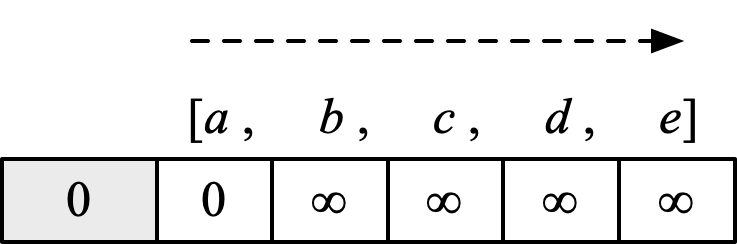 [a, b, c, d, e]
0 0 ∞ ∞ ∞ ∞